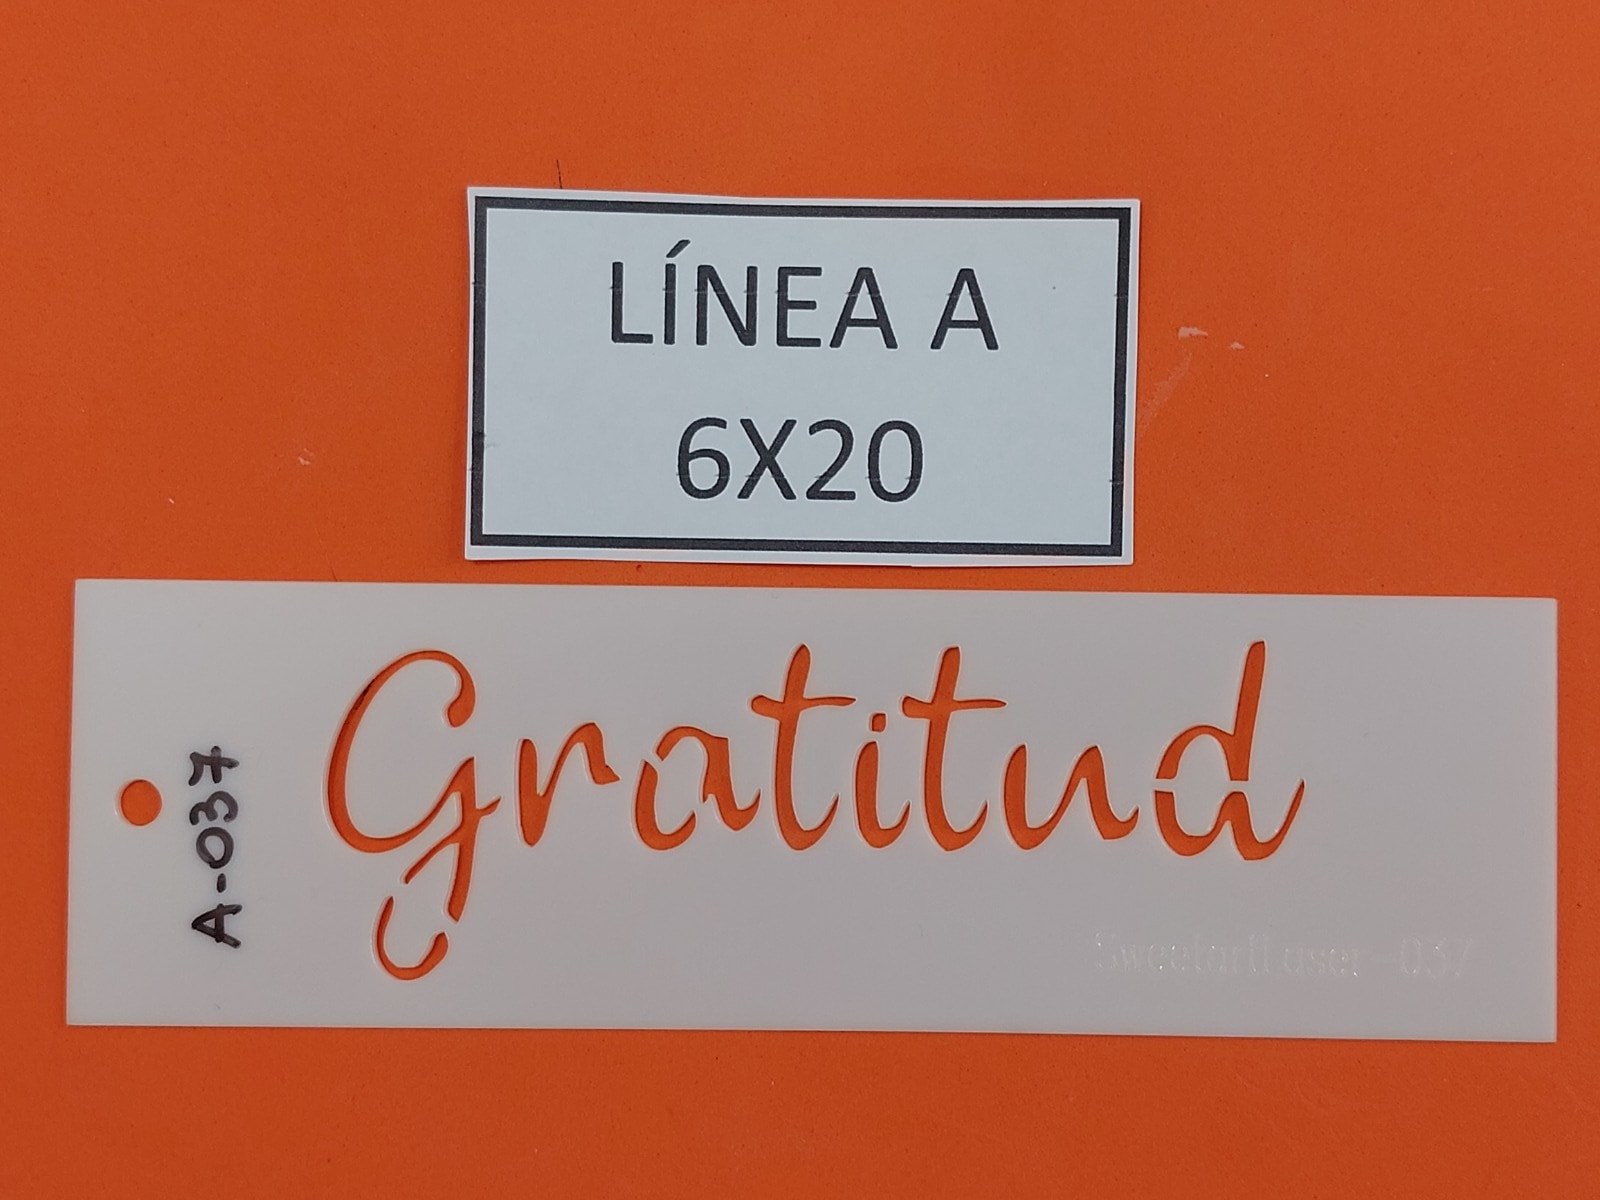 LÍNEA A
6X20
A-037
Gratitud